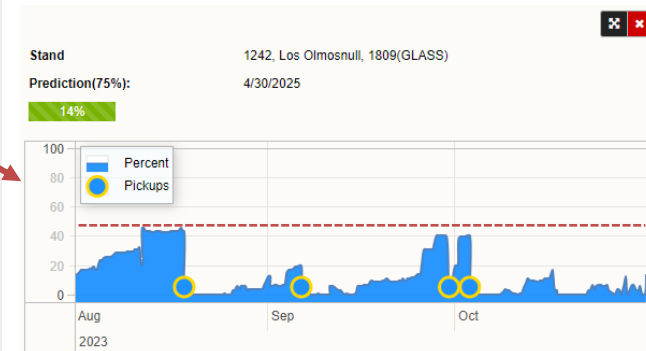 Stand 1242, Los Olmosnull, 1809(GLASS)
Prediction(75%): 4/30/2025
14%
100
80
60
40
20
0
Percent
Pickups
Aug Sep Oct
2023